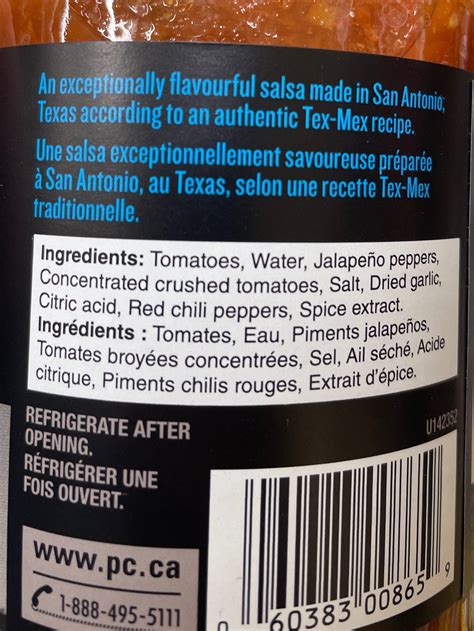 An exceptionally flavourful salsa made in San Antonio,
Texas according to an authentic Tex-Mex recipe.
Une salsa exceptionnellement savoureuse préparée
à San Antonio, au Texas, selon une recette Tex-Mex
traditionnelle.
Ingredients: Tomatoes, Water, Jalapeño peppers,
Concentrated crushed tomatoes, Salt, Dried garlic,
Citric acid, Red chili peppers, Spice extract.
Ingrédients : Tomates, Eau, Piments jalapeños,
Tomates broyées concentrées, Sel, Ail séché, Acide
citrique, Piments chilis rouges, Extrait d'épice.
REFRIGERATE AFTER
OPENING.
RÉFRIGÉRER UNE
FOIS OUVERT.
U142352
www.pc.ca
1-888-495-5111
0 60383 00865 9